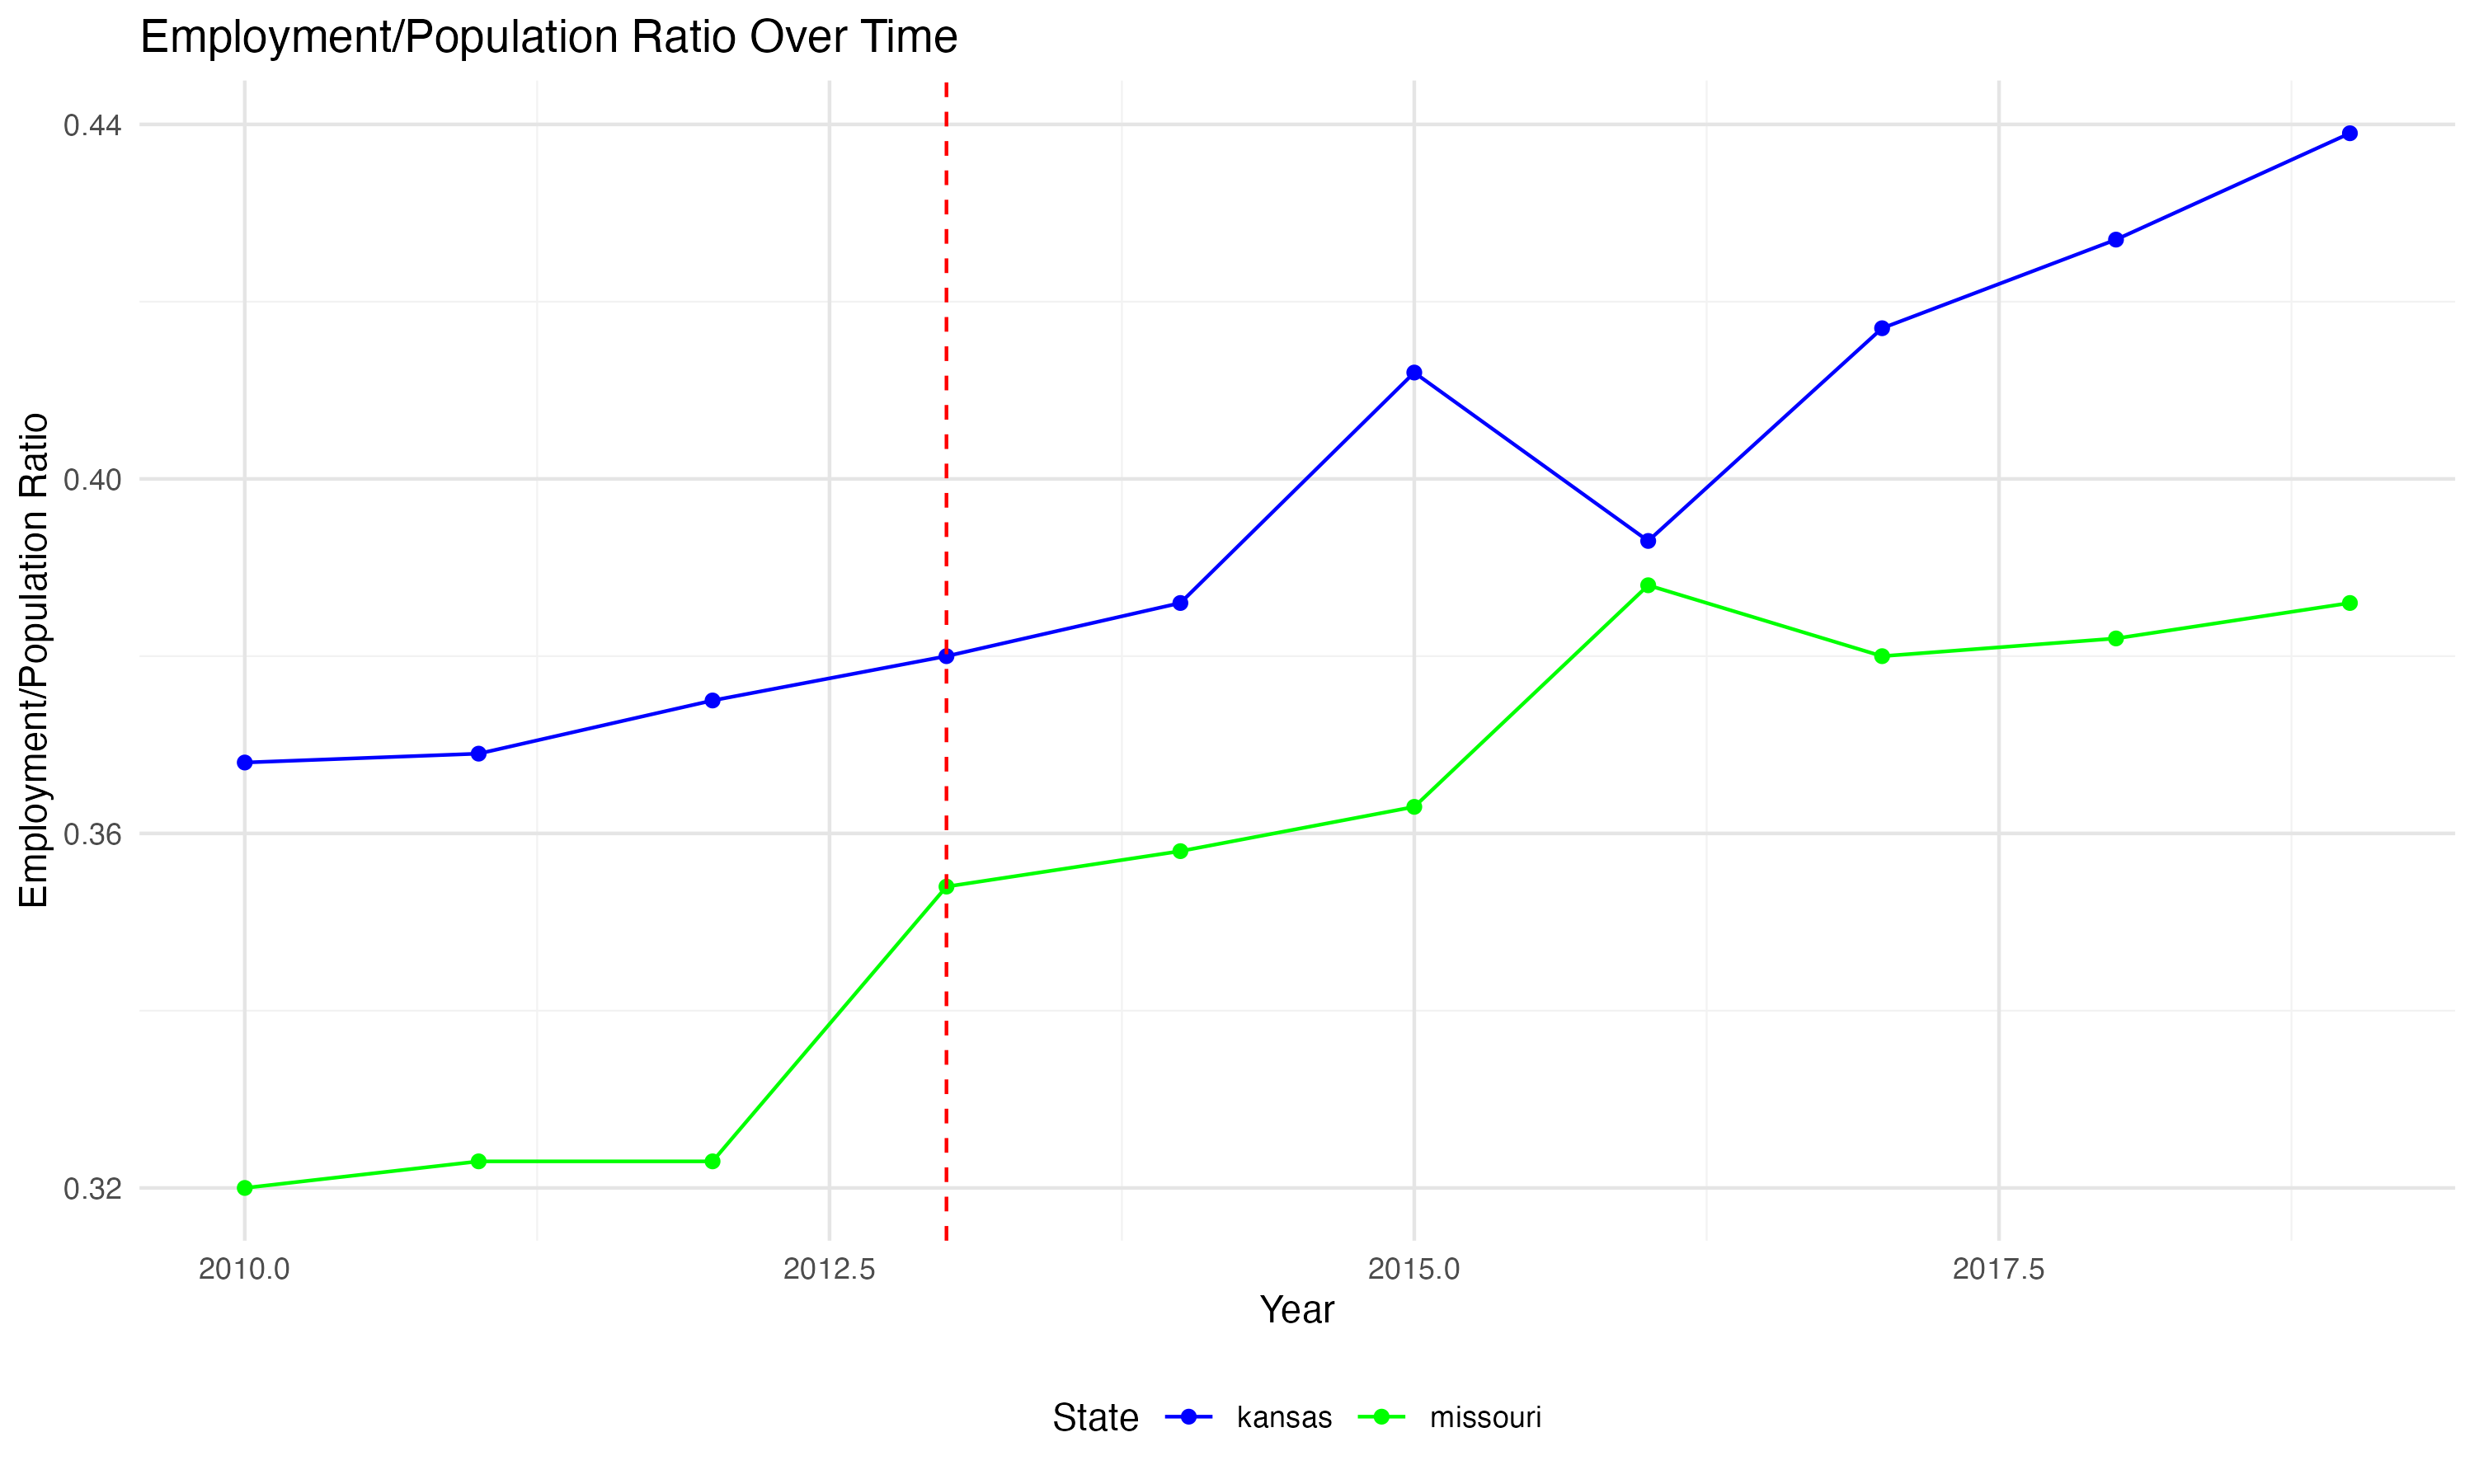 Employment/Population Ratio Over Time
Employment/Population Ratio
0.44
0.40
0.36
0.32
2010.0 2012.5 2015.0 2017.5
Year
State kansas missouri